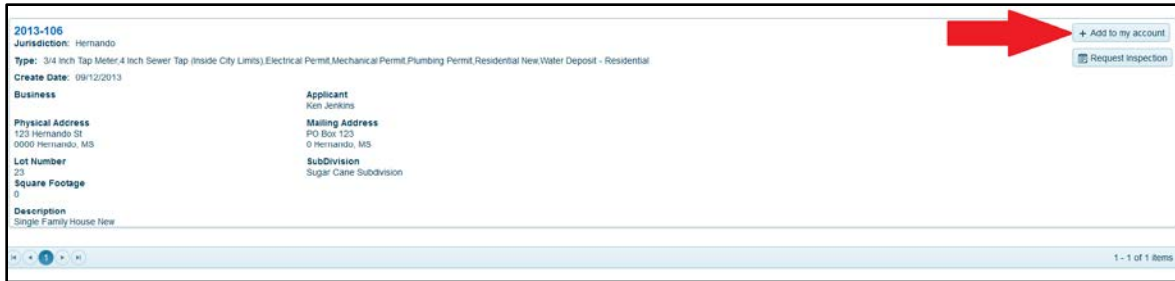 2013-106
+ Add to my account
Jurisdiction: Hernando
Request Inspection
Type: 3/4 Inch Tap Meter,4 Inch Sewer Tap (Inside City Limits),Electrical Permit,Mechanical Permit,Plumbing Permit,Residential New,Water Deposit - Residential
Create Date: 09/12/2013
Business
Applicant
Ken Jenkins
Physical Address
123 Hernando St
0000 Hernando, MS
Mailing Address
PO Box 123
0 Hernando, MS
Lot Number
23
SubDivision
Sugar Cane Subdivision
Square Footage
0
Description
Single Family House New
1
1 - 1 of 1 items